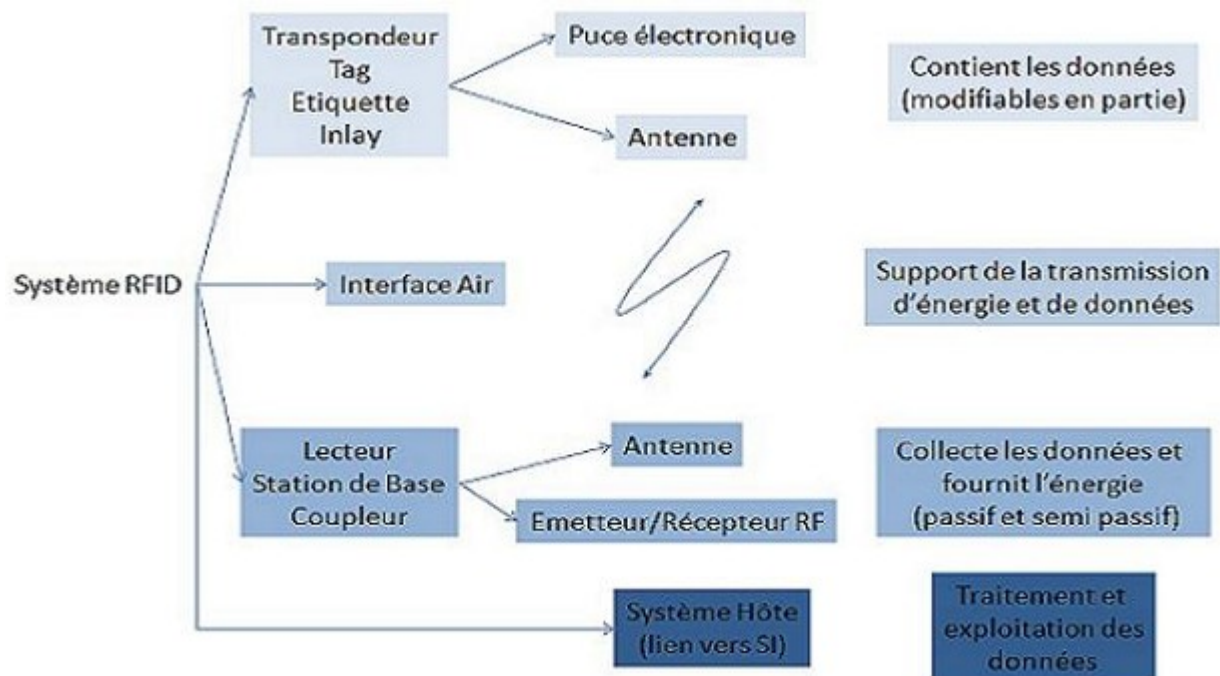 Transpondeur
Tag
Etiquette
Inlay
Puce électronique
Antenne
Contient les données
(modifiables en partie)
Système RFID
Interface Air
Support de la transmission
d'énergie et de données
Lecteur
Station de Base
Coupleur
Antenne
Emetteur/Récepteur RF
Collecte les données et
fournit l'énergie
(passif et semi passif)
Système Hôte
(lien vers SI)
Traitement et
exploitation des
données